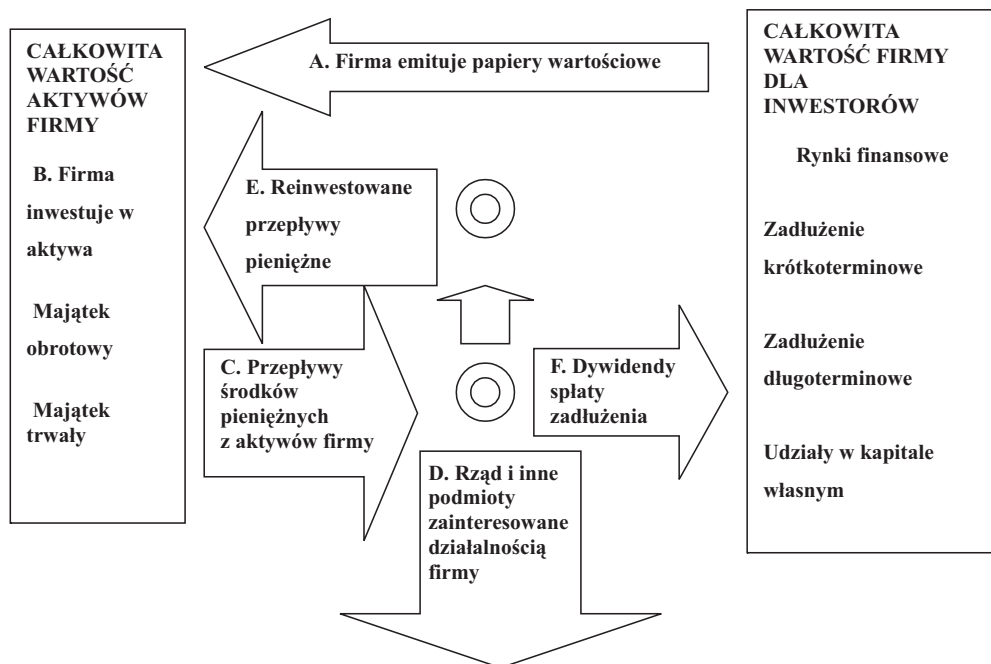 CAŁKOWITA
WARTOŚĆ
AKTYWÓW
FIRMY
B. Firma
inwestuje w
aktywa
Majątek
obrotowy
Majątek
trwały
A. Firma emituje papiery wartościowe
E. Reinwestowane
przepływy
pieniężne
C. Przepływy
środków
pieniężnych
z aktywów firmy
D. Rząd i inne
podmioty
zainteresowane
działalnością
firmy
F. Dywidendy
spłaty
zadłużenia
CAŁKOWITA
WARTOŚĆ FIRMY
DLA
INWESTORÓW
Rynki finansowe
Zadłużenie
krótkoterminowe
Zadłużenie
długoterminowe
Udziały w kapitale
własnym